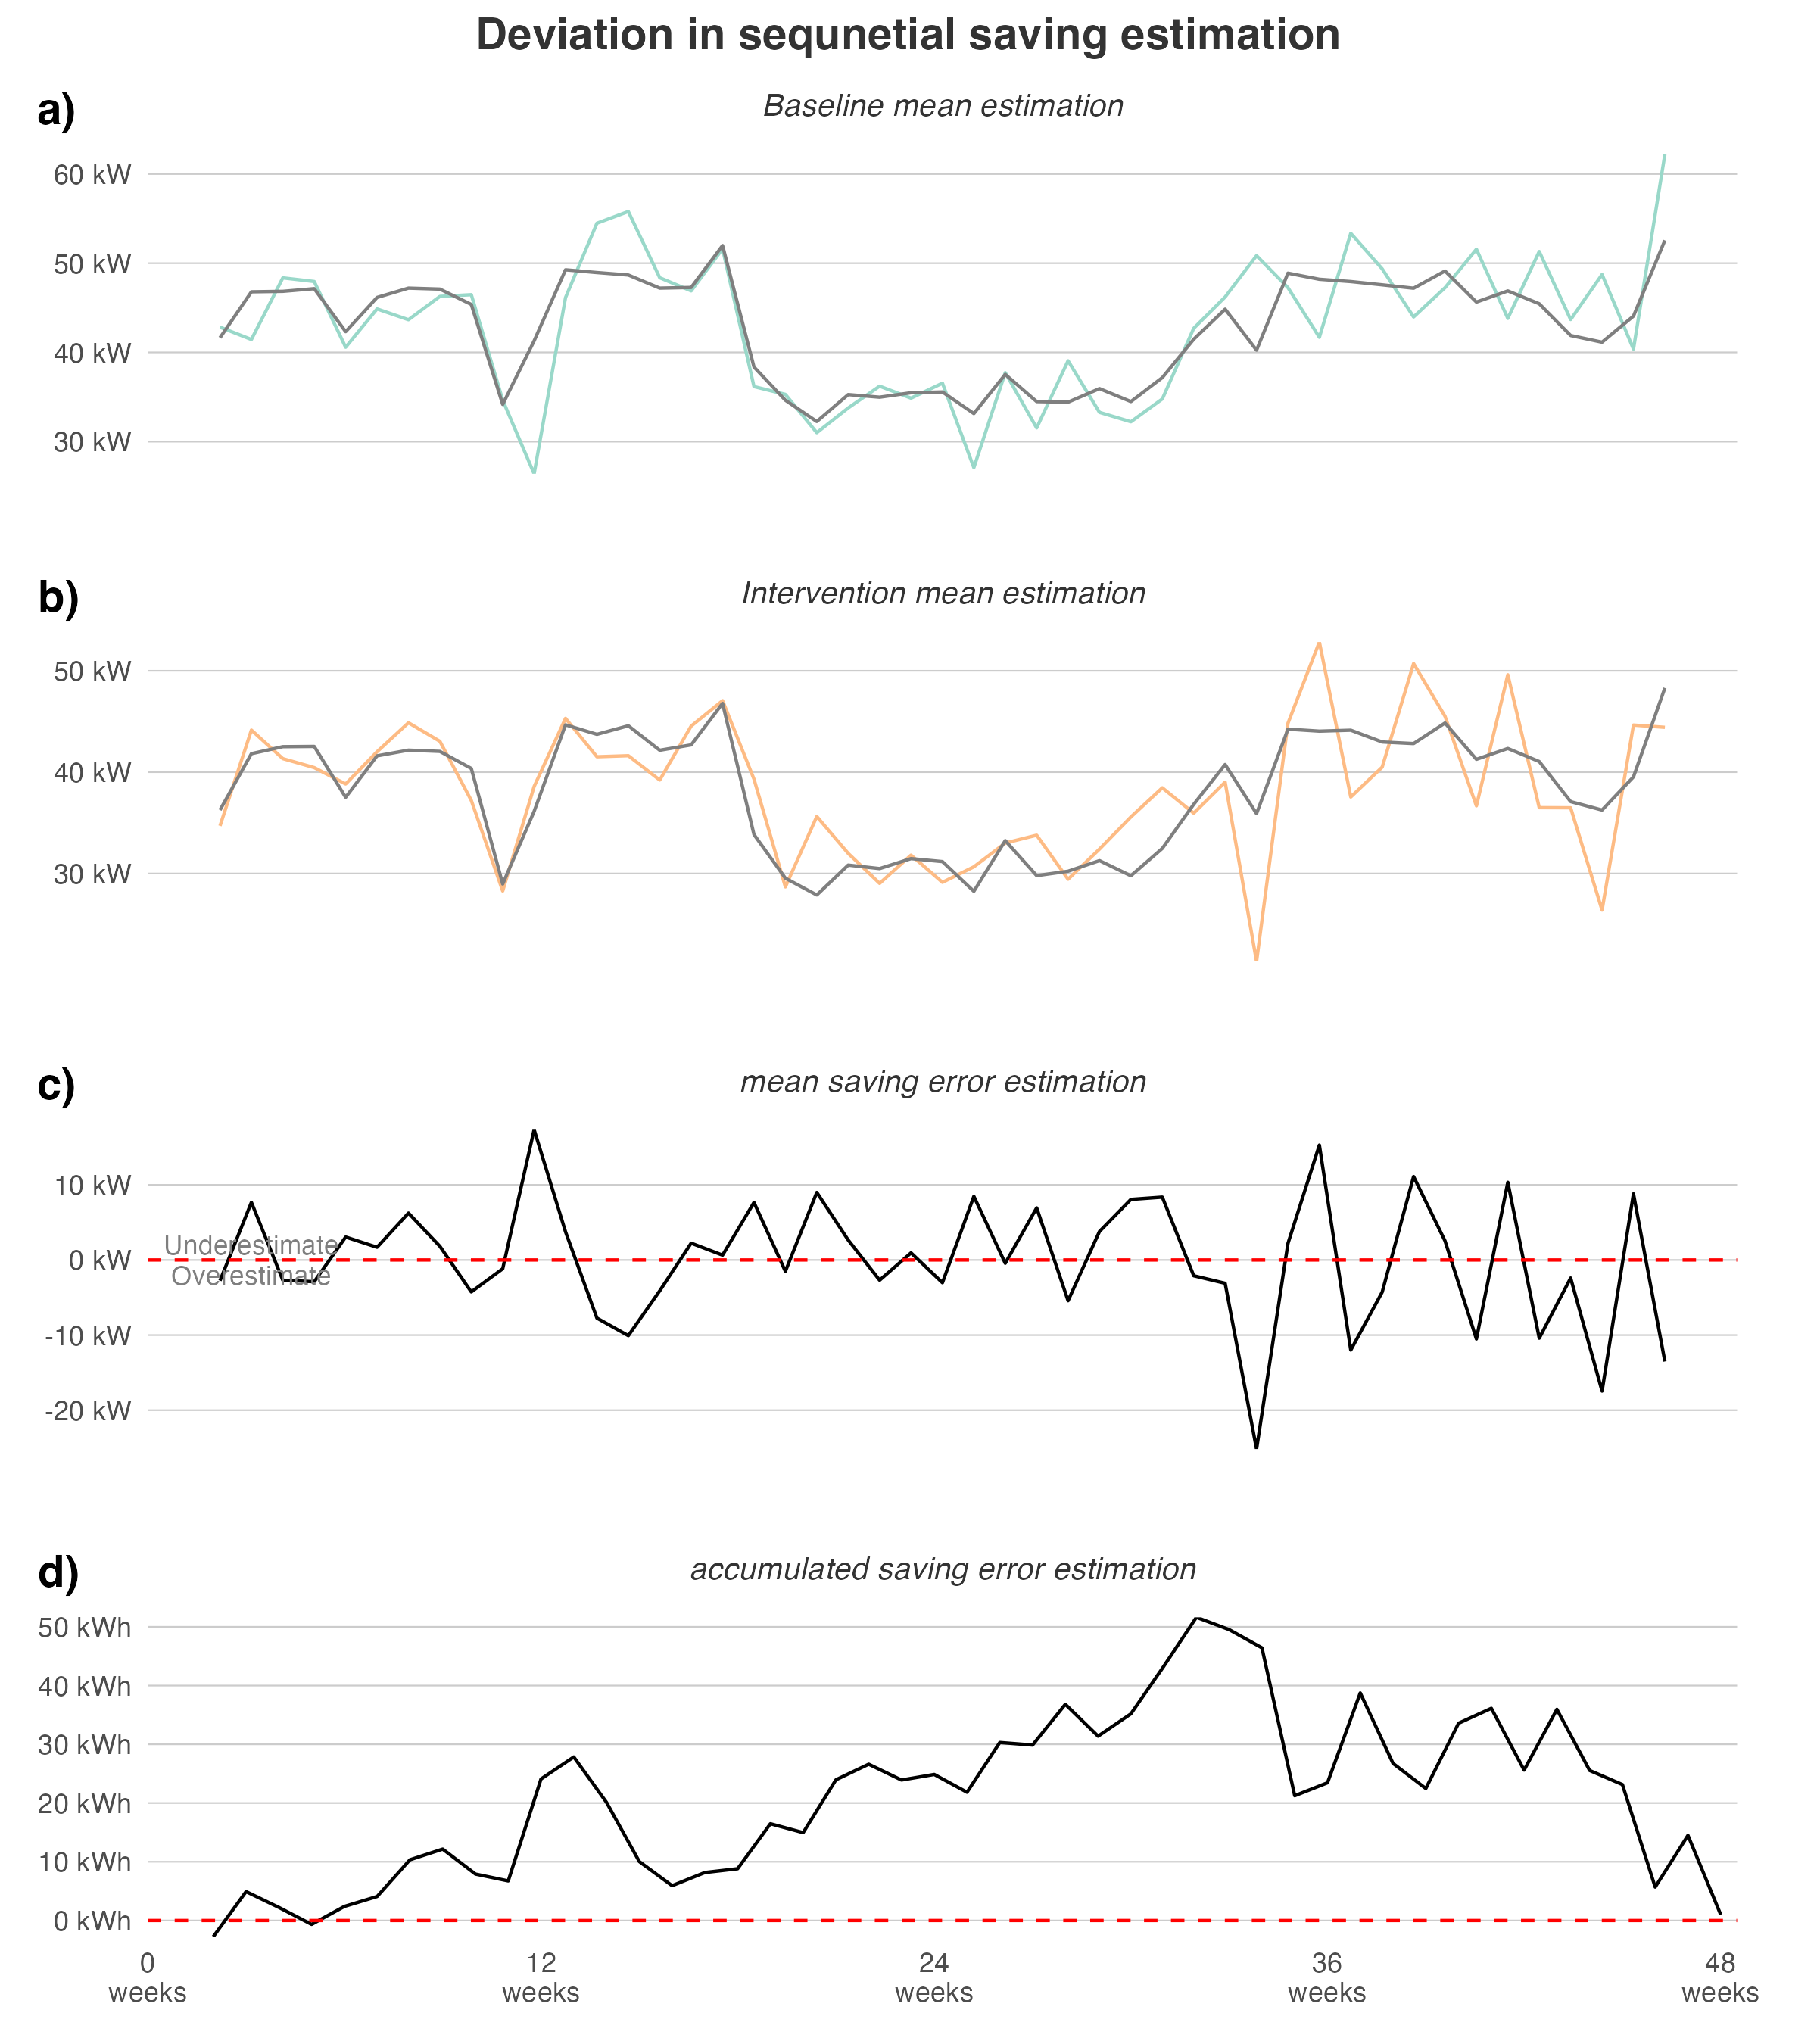 Deviation in sequnetial saving estimation
a)
Baseline mean estimation
60 kW
50 kW
40 kW
30 kW
b)
Intervention mean estimation
50 kW
40 kW
30 kW
c)
mean saving error estimation
10 kW
Underestimate
0 kW
Overestimate
-10 kW
-20 kW
d)
accumulated saving error estimation
50 kWh
40 kWh
30 kWh
20 kWh
10 kWh
0 kWh
0 12 24 36 48
weeks weeks weeks weeks weeks